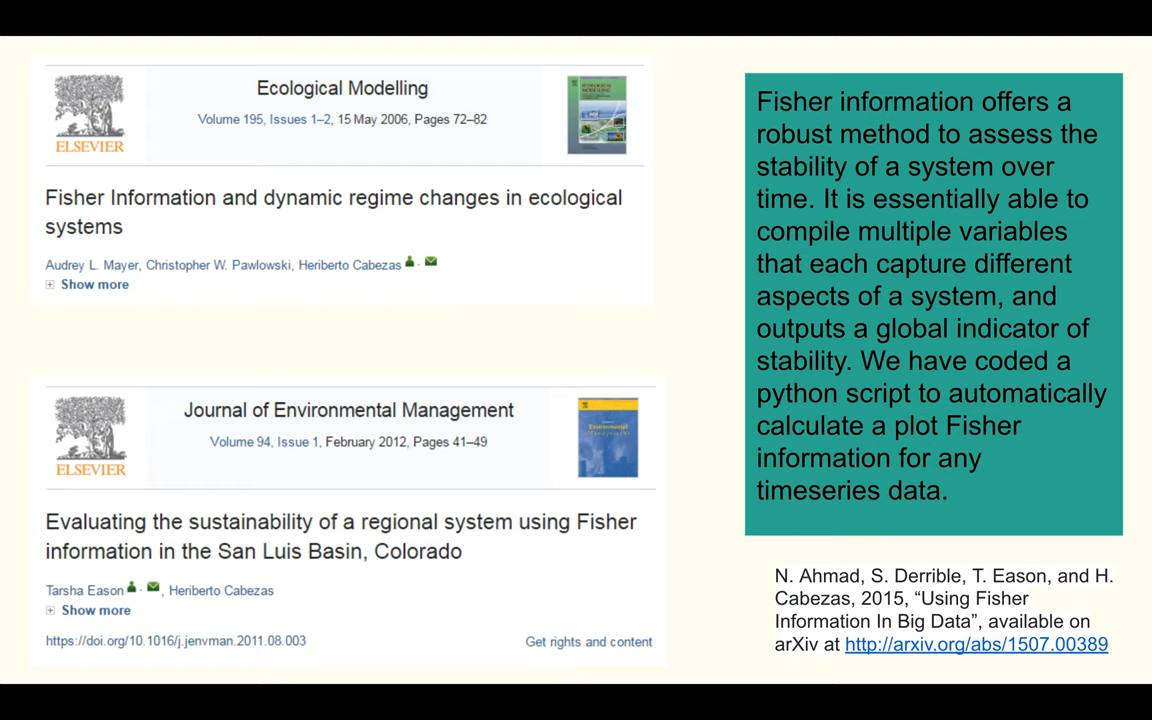 ELSEVIER
Ecological Modelling
Volume 195, Issues 1–2, 15 May 2006, Pages 72–82
Fisher Information and dynamic regime changes in ecological
systems
Audrey L. Mayer, Christopher W. Pawlowski, Heriberto Cabezas
Show more
ELSEVIER
Journal of Environmental Management
Volume 94, Issue 1, February 2012, Pages 41–49
Evaluating the sustainability of a regional system using Fisher
information in the San Luis Basin, Colorado
Tarsha Eason , Heriberto Cabezas
Show more
https://doi.org/10.1016/j.jenvman.2011.08.003 Get rights and content
Fisher information offers a
robust method to assess the
stability of a system over
time. It is essentially able to
compile multiple variables
that each capture different
aspects of a system, and
outputs a global indicator of
stability. We have coded a
python script to automatically
calculate a plot Fisher
information for any
timeseries data.
N. Ahmad, S. Derrible, T. Eason, and H.
Cabezas, 2015, “Using Fisher
Information In Big Data”, available on
arXiv at http://arxiv.org/abs/1507.00389